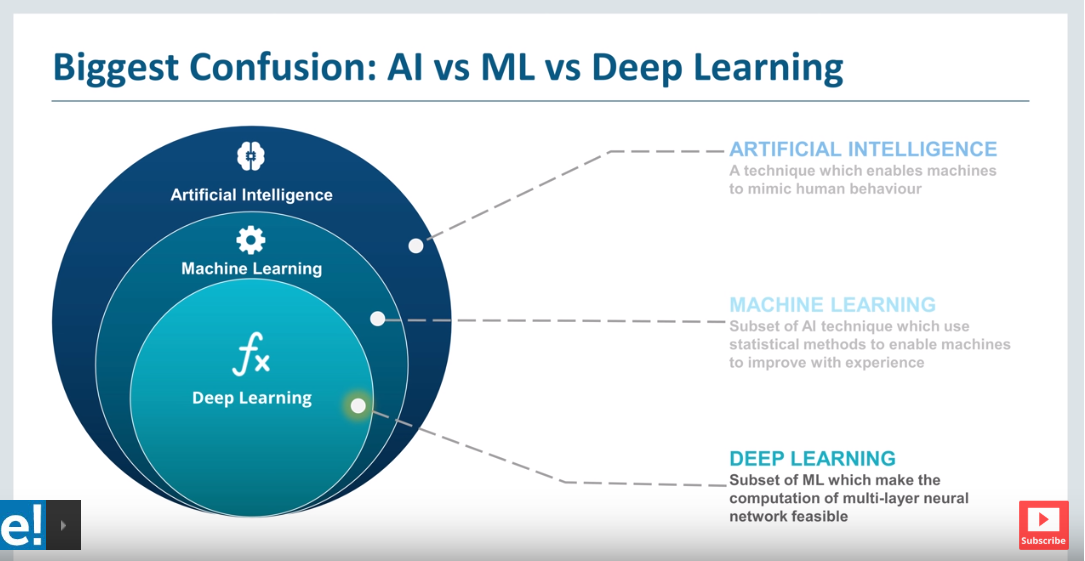 Biggest Confusion: AI vs ML vs Deep Learning
Artificial Intelligence
Machine Learning
fx
Deep Learning
ARTIFICIAL INTELLIGENCE
A technique which enables machines
to mimic human behaviour
MACHINE LEARNING
Subset of AI technique which use
statistical methods to enable machines
to improve with experience
DEEP LEARNING
Subset of ML which make the
computation of multi-layer neural
network feasible
e!
Subscribe